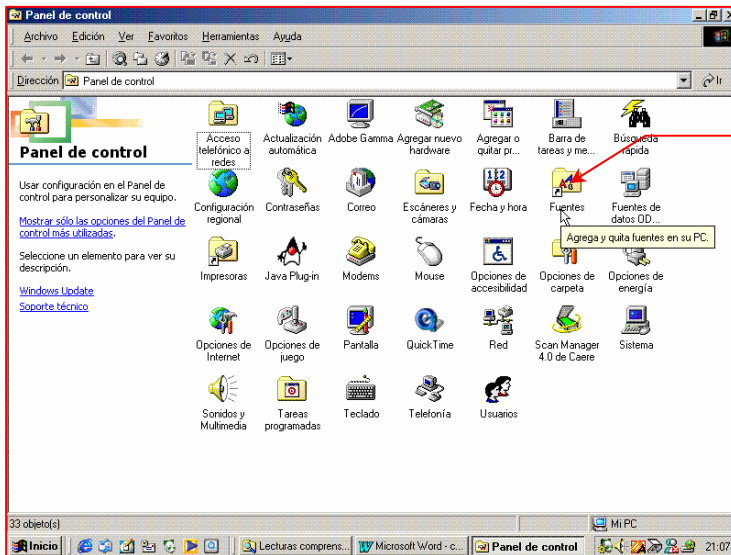 Panel de control
Archivo Edición Ver Favoritos Herramientas Ayuda
Dirección Panel de control Ir
Panel de control
Usar configuración en el Panel de
control para personalizar su equipo.
Mostrar sólo las opciones del Panel de
control más utilizadas.
Seleccione un elemento para ver su
descripción.
Windows Update
Soporte técnico
Acceso
telefónico a
redes
Actualización
automática
Adobe Gamma
Agregar nuevo
hardware
Agregar o
quitar pr...
Barra de
tareas y me...
Búsqueda
rápida
Configuración
regional
Contraseñas
Correo
Escáneres y
cámaras
Fecha y hora
Fuentes
Fuentes de
datos OD...
Agrega y quita fuentes en su PC.
Impresoras
Java Plug-in
Modems
Mouse
Opciones de
accesibilidad
Opciones de
carpeta
Opciones de
energía
Opciones de
Internet
Opciones de
juego
Pantalla
QuickTime
Red
Scan Manager
4.0 de Caere
Sistema
Sonidos y
Multimedia
Tareas
programadas
Teclado
Telefonía
Usuarios
33 objeto(s)
Mi PC
Inicio
Lecturas comprens...
Microsoft Word - c...
Panel de control
21:07